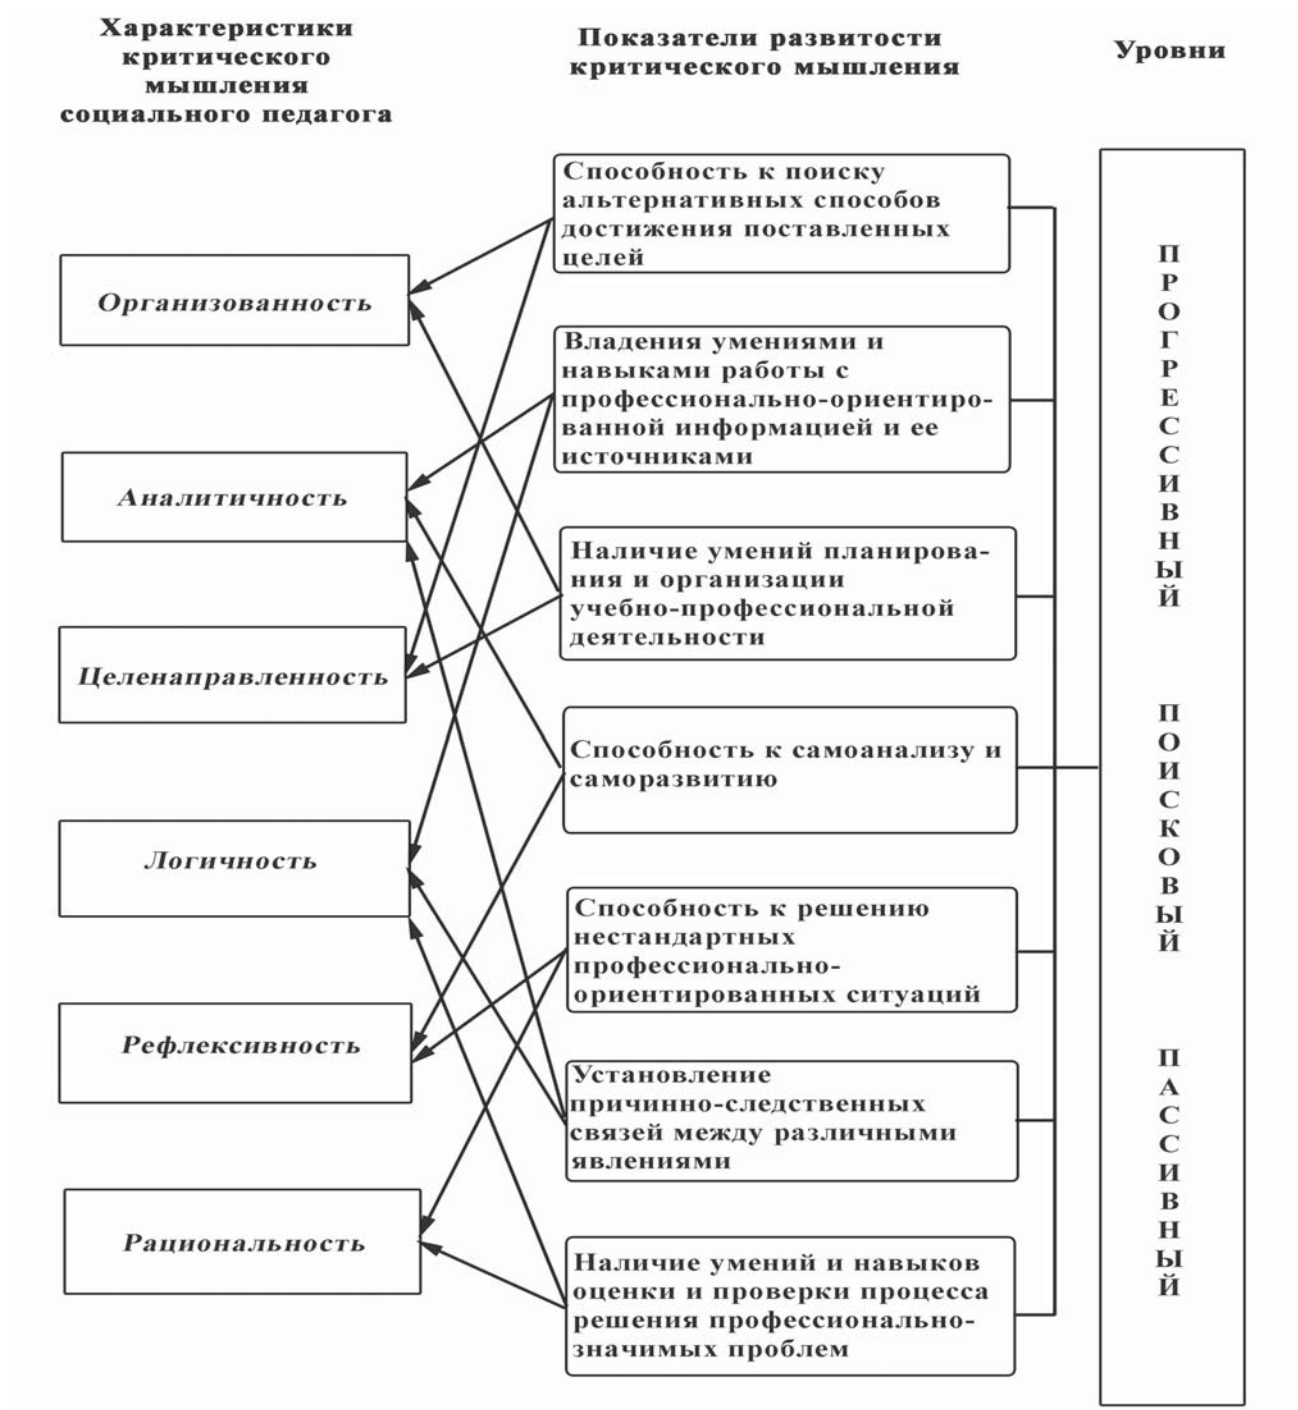 Характеристики
критического
мышления
социального педагога
Показатели развитости
критического мышления
Уровни
Организованность
Аналитичность
Целенаправленность
Логичность
Рефлексивность
Рациональность
Способность к поиску
альтернативных способов
достижения поставленных
целей
Владения умениями и
навыками работы с
профессионально-ориентиро-
ванной информацией и ее
источниками
Наличие умений планирова-
ния и организации
учебно-профессиональной
деятельности
Способность к самоанализу и
саморазвитию
Способность к решению
нестандартных
профессионально-
ориентированных ситуаций
Установление
причинно-следственных
связей между различными
явлениями
Наличие умений и навыков
оценки и проверки процесса
решения профессионально-
значимых проблем
ПРОГРЕССИВНЫЙ
ПОИСКОВЫЙ
ПАССИВНЫЙ